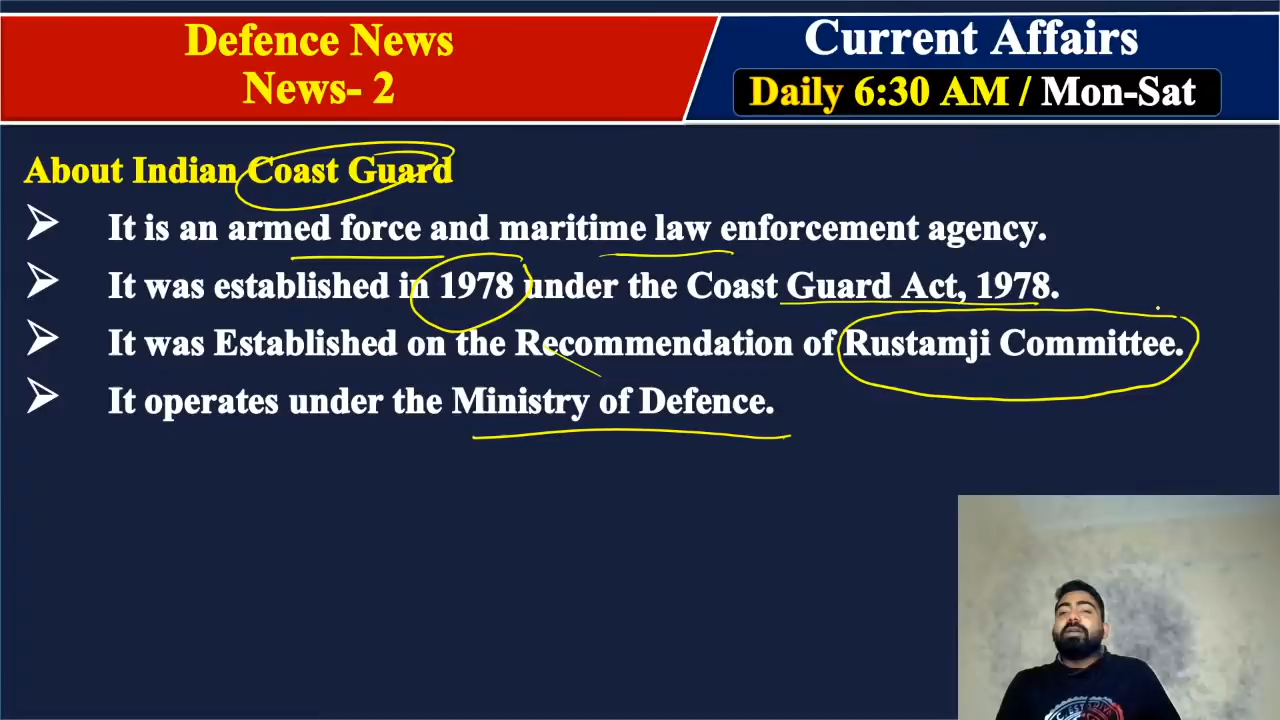 Defence News
News- 2
Current Affairs
Daily 6:30 AM / Mon-Sat
About Indian Coast Guard
It is an armed force and maritime law enforcement agency.
It was established in 1978 under the Coast Guard Act, 1978.
It was Established on the Recommendation of Rustamji Committee.
It operates under the Ministry of Defence.